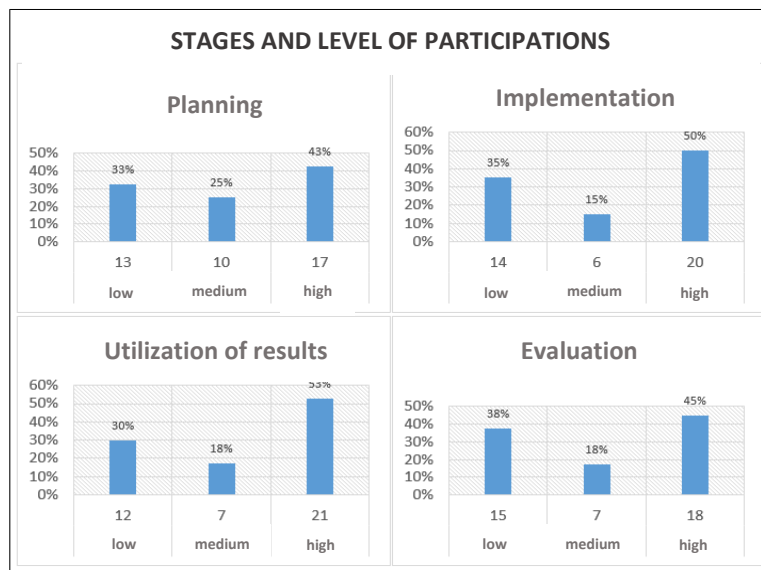 STAGES AND LEVEL OF PARTICIPATIONS
Planning
50%
40%
30%
20%
10%
0%
33%
25%
43%
13 10 17
low medium high
Implementation
60%
50%
40%
30%
20%
10%
0%
35%
15%
50%
14 6 20
low medium high
Utilization of results
60%
50%
40%
30%
20%
10%
0%
30%
18%
53%
12 7 21
low medium high
Evaluation
50%
40%
30%
20%
10%
0%
38%
18%
45%
15 7 18
low medium high